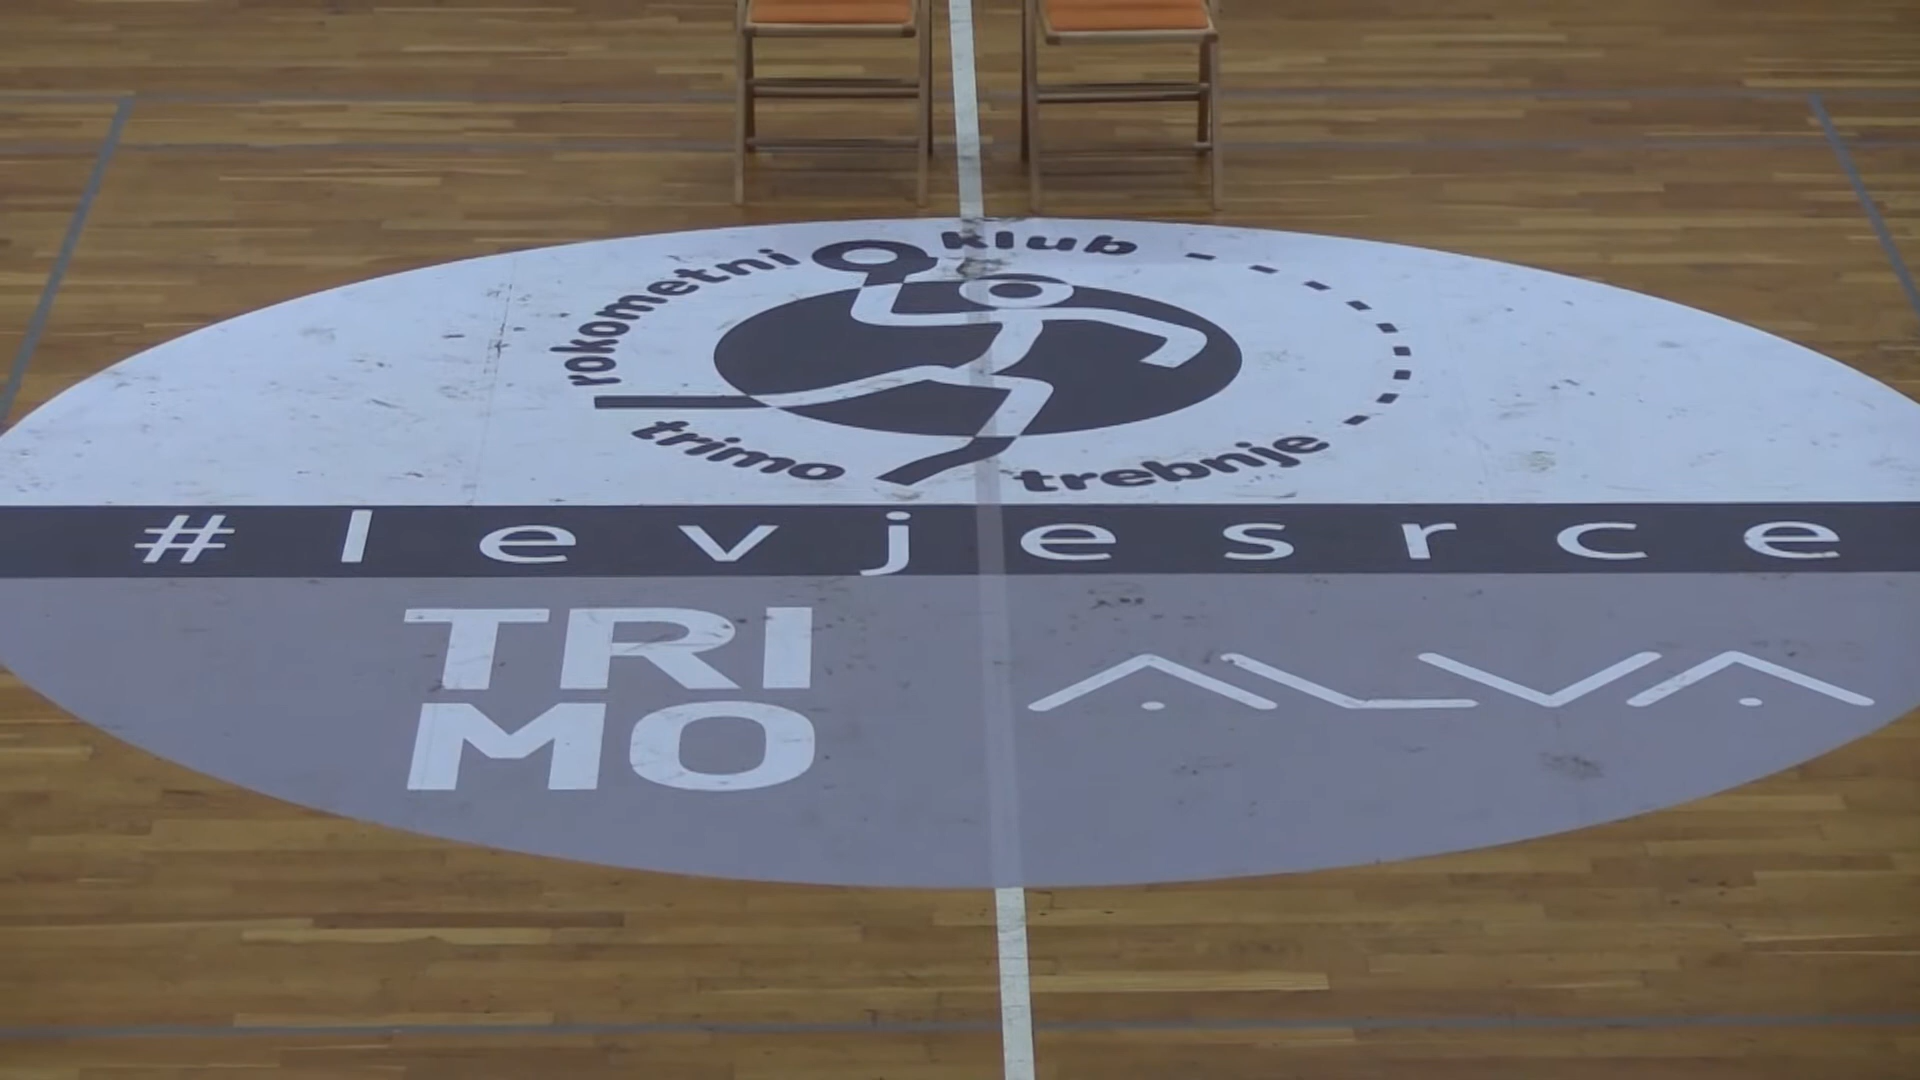 rokometni klub
trimo trebnje
#levjesrce
TRI
MO
ALVA